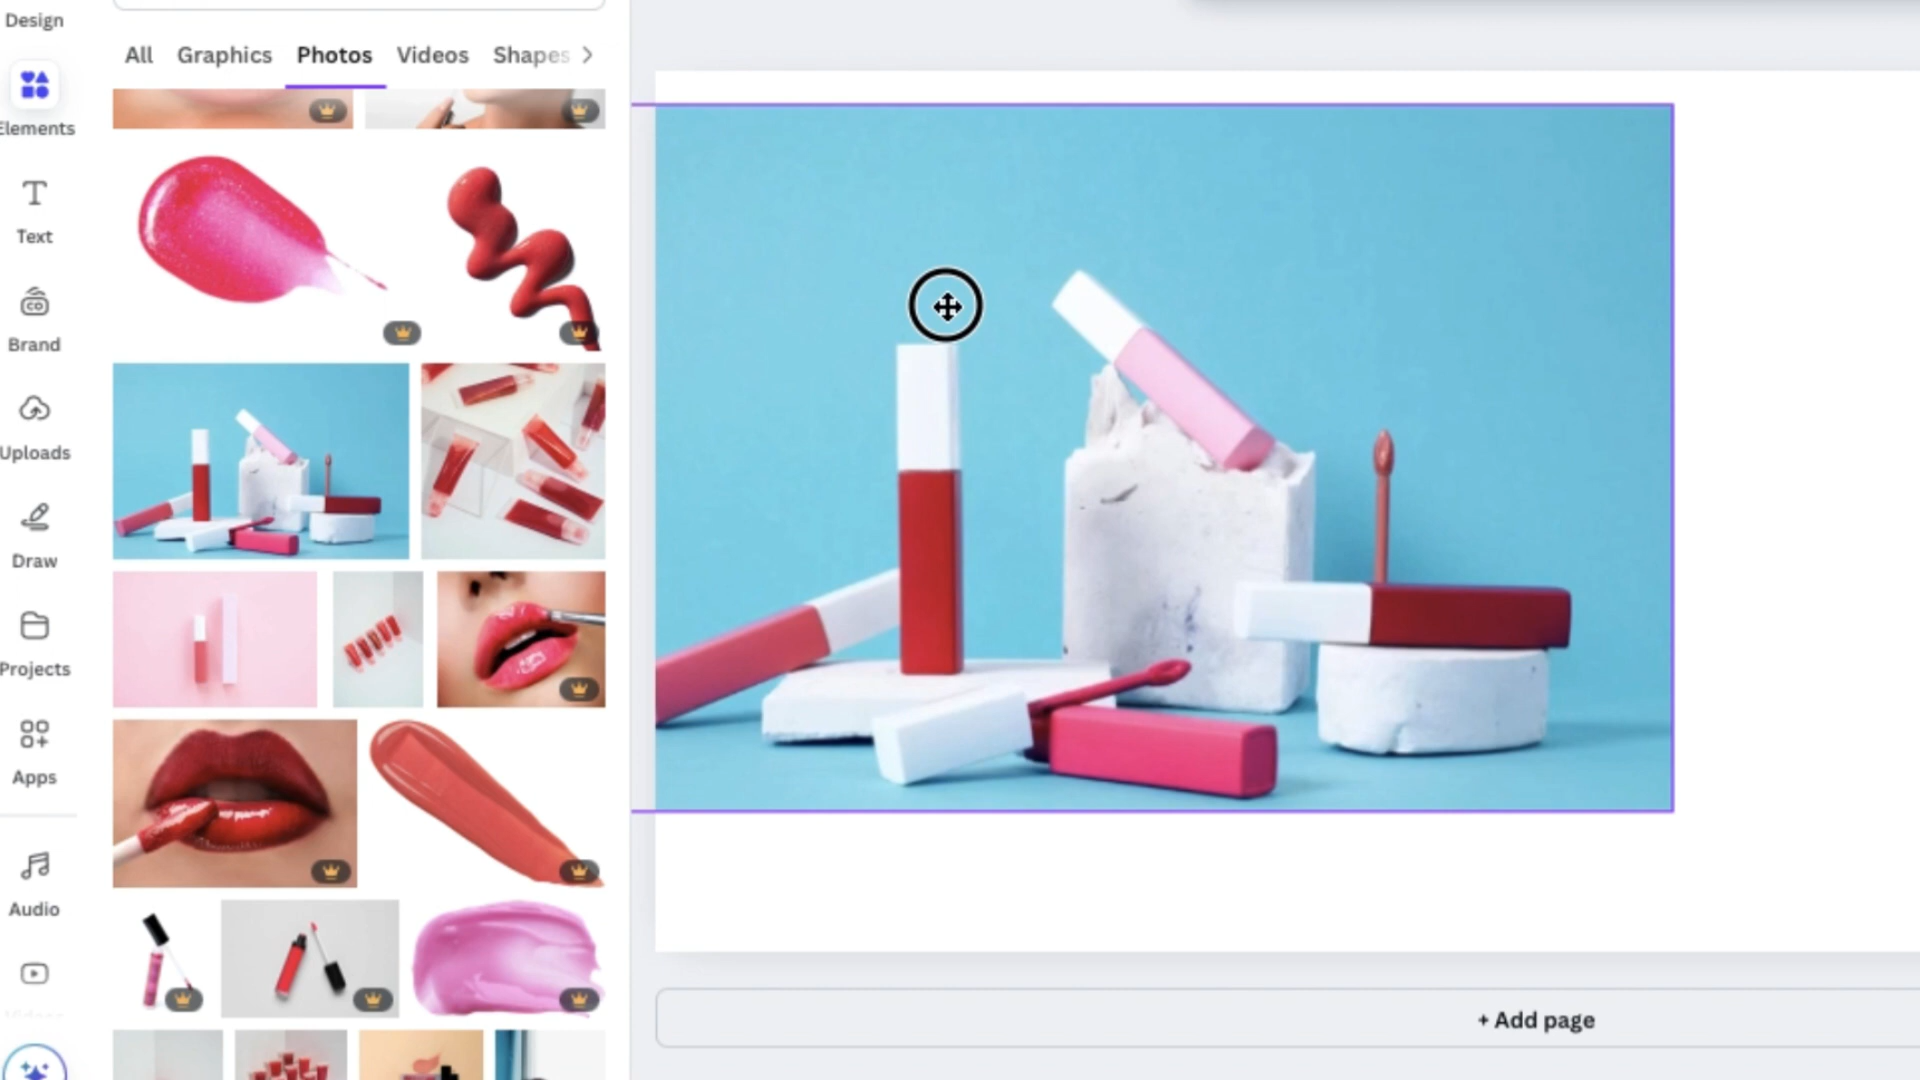 Design
Elements
Text
Brand
Uploads
Draw
Projects
Apps
Audio
All Graphics Photos Videos Shapes
+ Add page